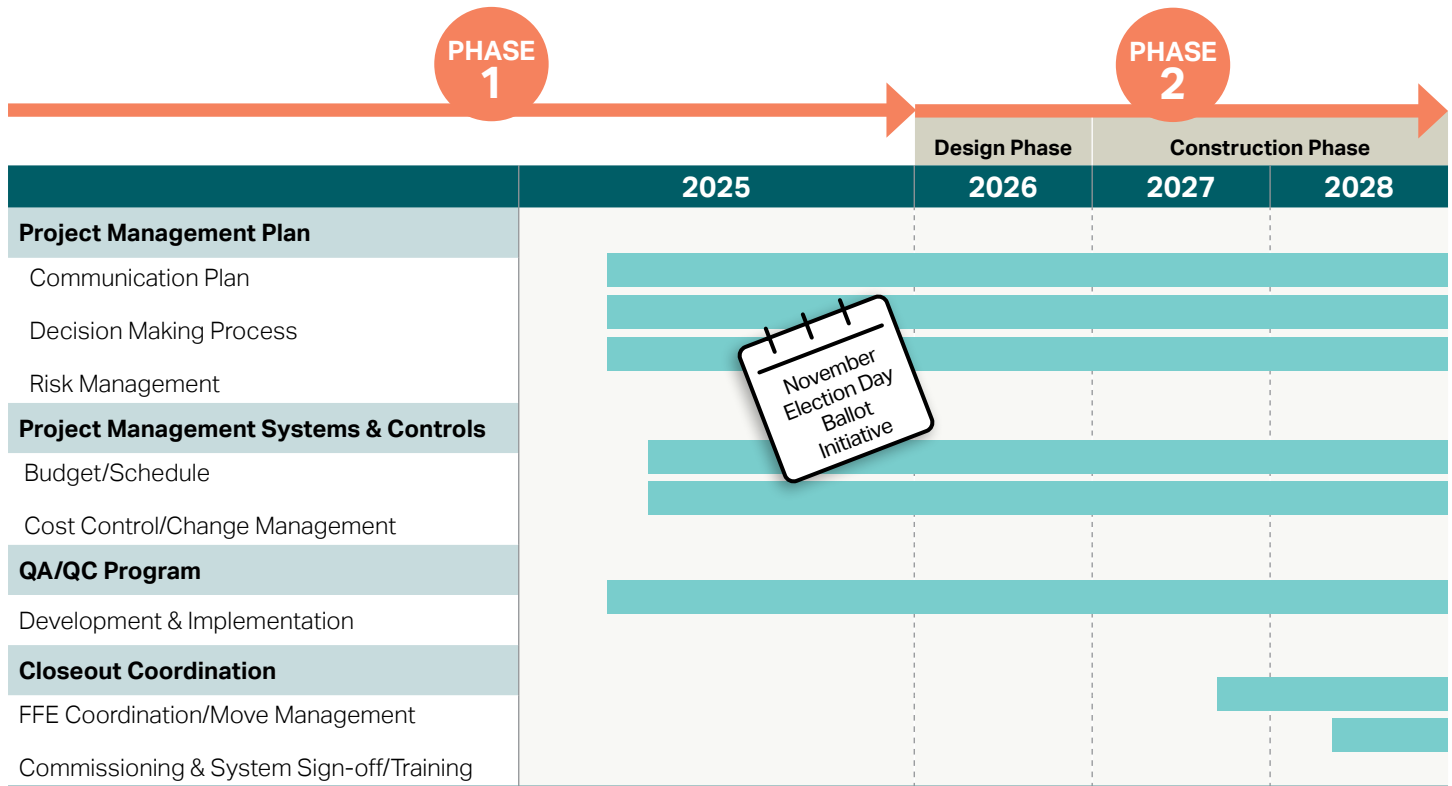 PHASE
1
PHASE
2
Design Phase
Construction Phase
2025
2026
2027
2028
Project Management Plan
Communication Plan
Decision Making Process
Risk Management
November
Election Day
Ballot
Initiative
Project Management Systems & Controls
Budget/Schedule
Cost Control/Change Management
QA/QC Program
Development & Implementation
Closeout Coordination
FFE Coordination/Move Management
Commissioning & System Sign-off/Training